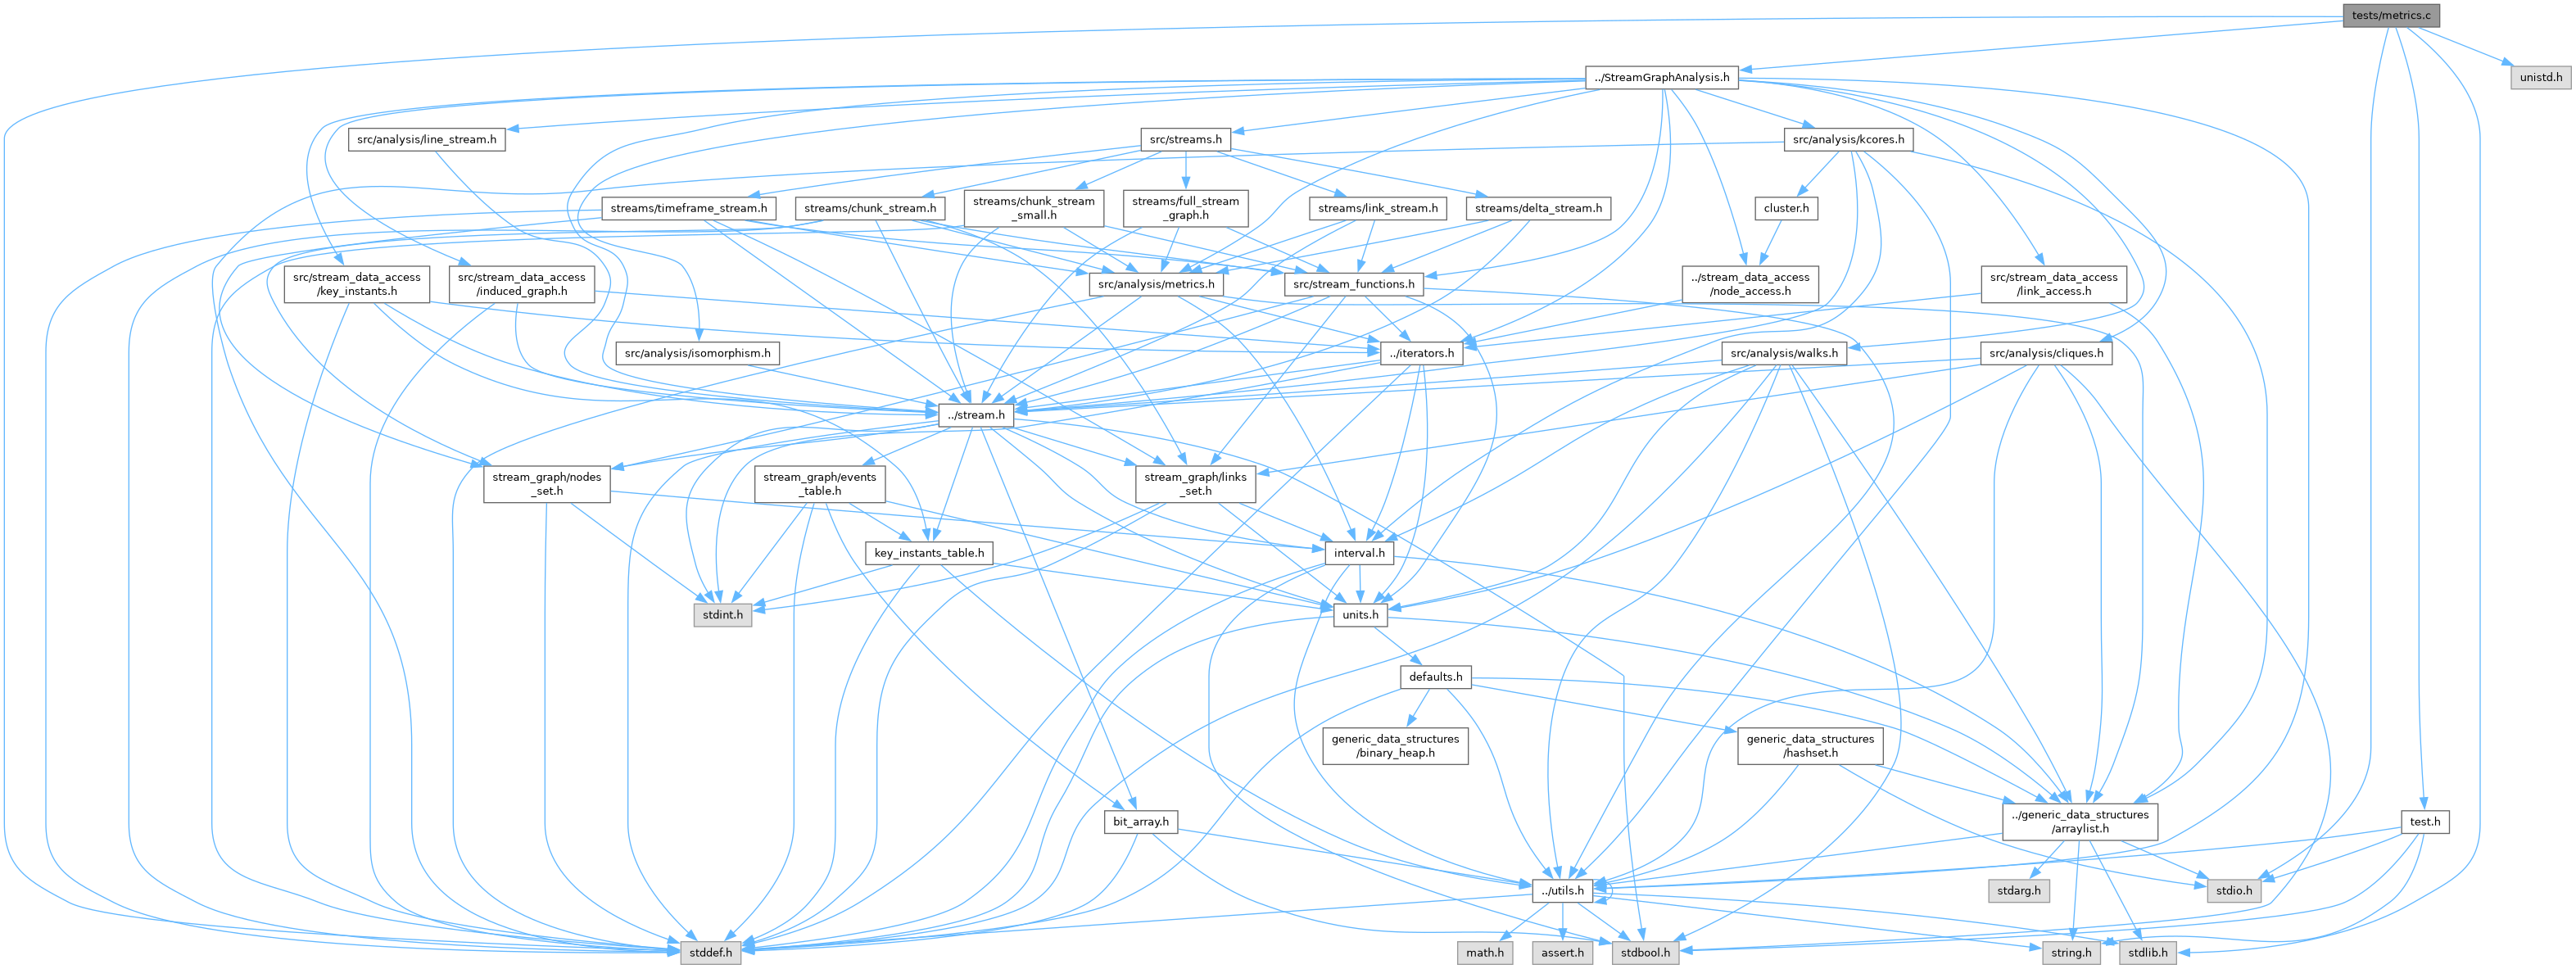 tests/metrics.c
../StreamGraphAnalysis.h
unistd.h
src/analysis/line_stream.h
src/streams.h
src/analysis/kcores.h
streams/timeframe_stream.h
streams/chunk_stream.h
streams/chunk_stream
_small.h
streams/full_stream
_graph.h
streams/link_stream.h
streams/delta_stream.h
cluster.h
src/stream_data_access
/key_instants.h
src/stream_data_access
/induced_graph.h
src/analysis/metrics.h
src/stream_functions.h
../stream_data_access
/node_access.h
src/stream_data_access
/link_access.h
src/analysis/isomorphism.h
../iterators.h
src/analysis/walks.h
src/analysis/cliques.h
../stream.h
stream_graph/nodes
_set.h
stream_graph/events
_table.h
stream_graph/links
_set.h
key_instants_table.h
interval.h
stdint.h
units.h
defaults.h
generic_data_structures
/binary_heap.h
generic_data_structures
/hashset.h
bit_array.h
../generic_data_structures
/arraylist.h
test.h
../utils.h
stdarg.h
stdio.h
stddef.h
math.h
assert.h
stdbool.h
string.h
stdlib.h